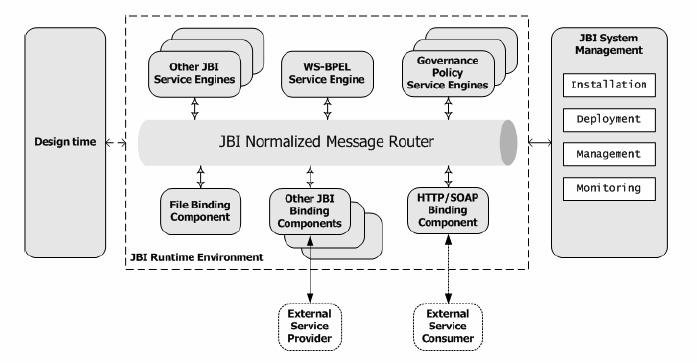 Design time
Other JBI
Service Engines
WS-BPEL
Service Engine
Governance
Policy
Service Engines
JBI Normalized Message Router
File Binding
Component
Other JBI
Binding
Components
HTTP/SOAP
Binding
Component
JBI Runtime Environment
External
Service
Provider
External
Service
Consumer
JBI System
Management
Installation
Deployment
Management
Monitoring